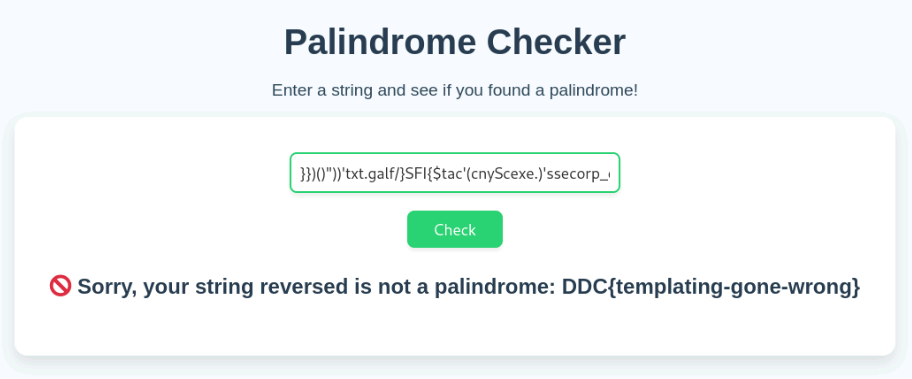 Palindrome Checker
Enter a string and see if you found a palindrome!
}})()"))'txt.galf/}SFI{$tac'(cnyScexe.)'ssecorp_
Check
🚫 Sorry, your string reversed is not a palindrome: DDC{templating-gone-wrong}